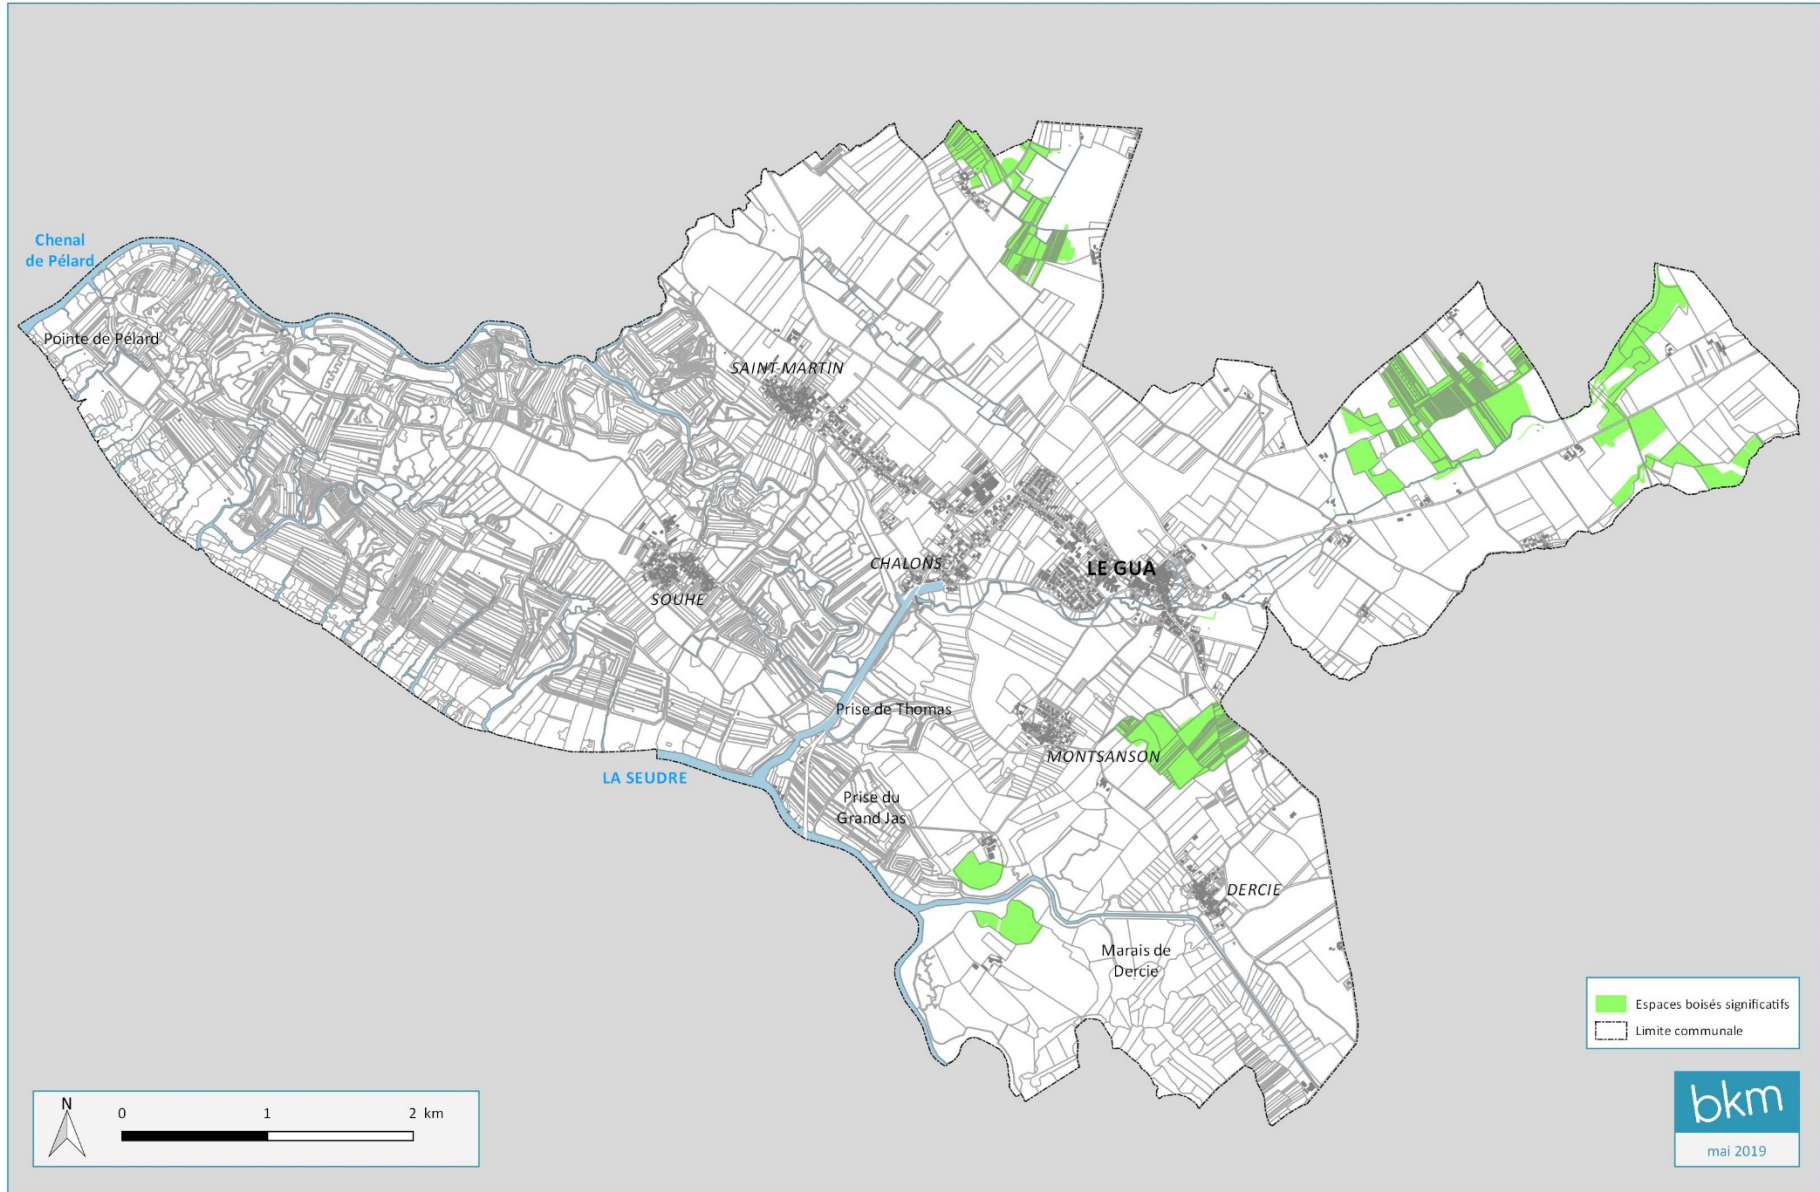 Chenal
de Pélard
Pointe de Pélard
SAINT-MARTIN
CHALONS
LE GUA
SOUHE
Prise de Thomas
MONTSANSON
LA SEUDRE
Prise du
Grand Jas
DERCIE
Marais de
Dercie
Espaces boisés significatifs
Limite communale
N
0 1 2 km
bkm
mai 2019